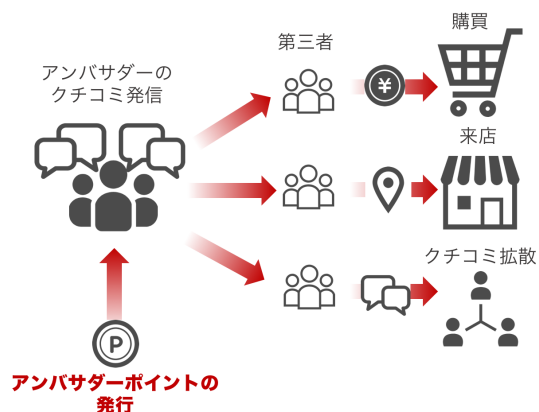 アンバサダーの
クチコミ発信
第三者
購買
¥
来店
クチコミ拡散
P
アンバサダーポイントの
発行